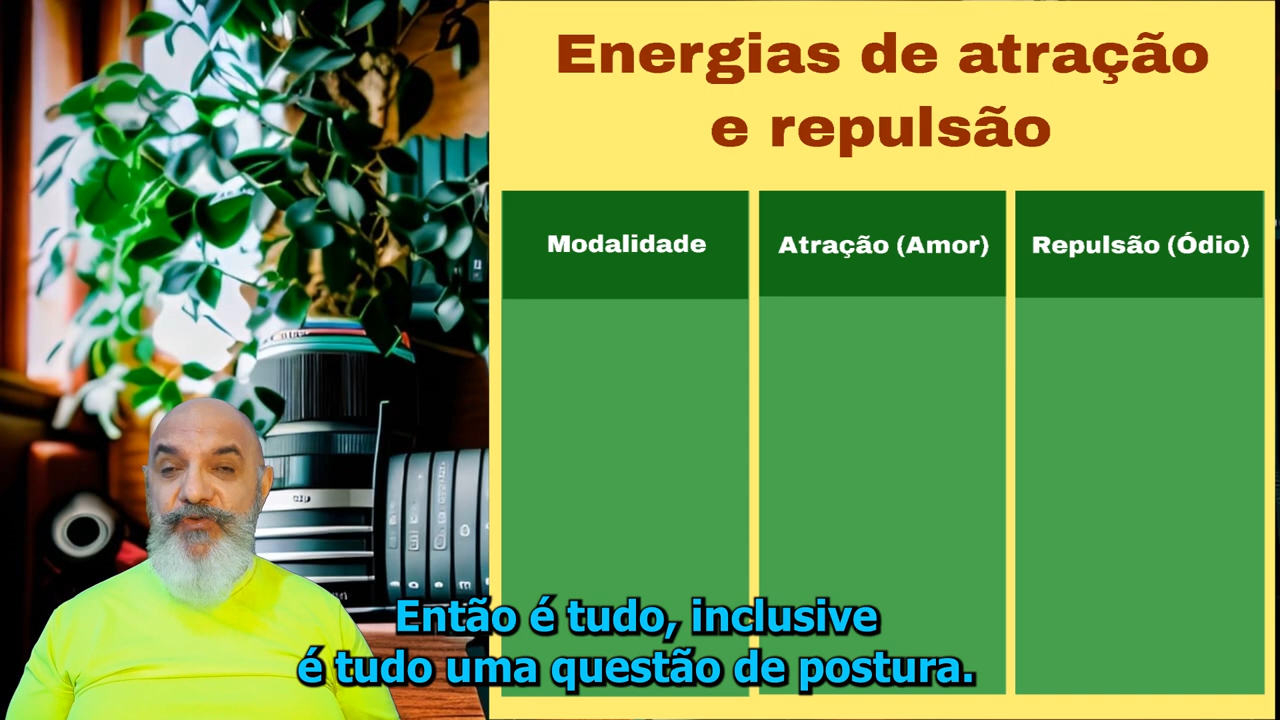 Energias de atração
e repulsão
Modalidade
Atração (Amor)
Repulsão (Ódio)
Então é tudo, inclusive
é tudo uma questão de postura.